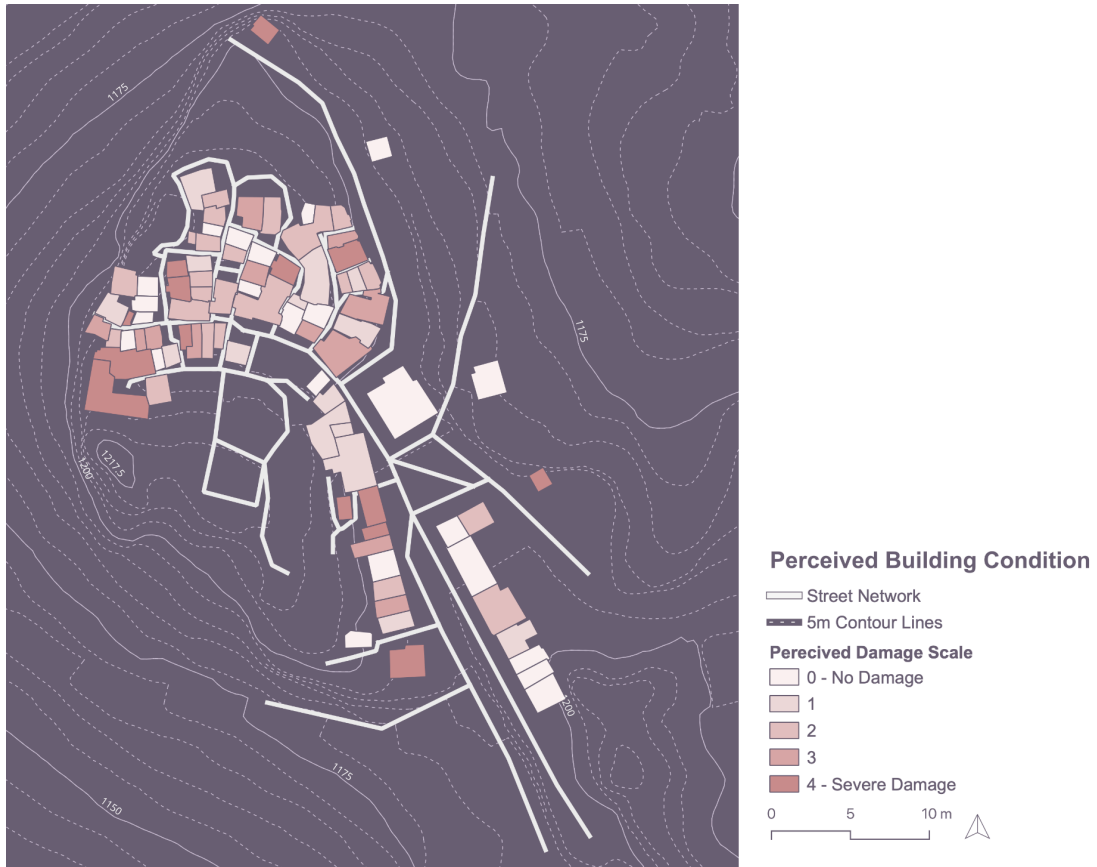 1175
1175
1200
1217.5
Perceived Building Condition
Street Network
5m Contour Lines
Perecived Damage Scale
0 - No Damage
1
2
3
4 - Severe Damage
200
1175
1150
0 5 10 m